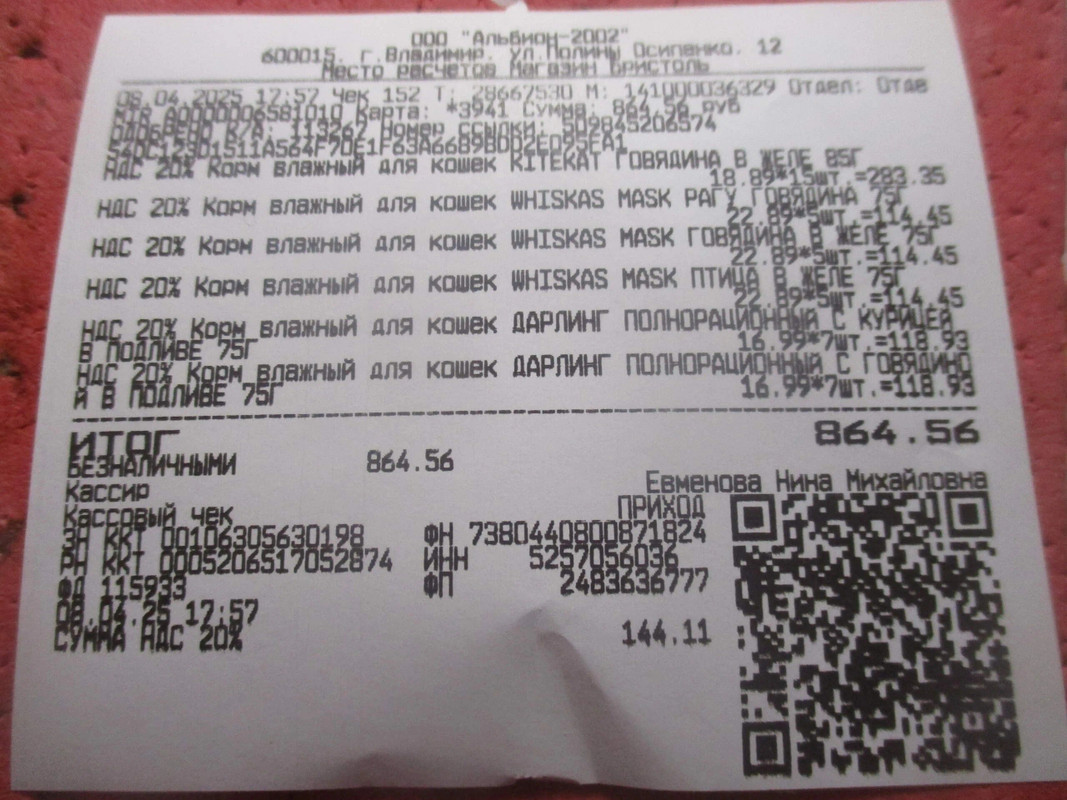 ООО "Альбион-2002"
600015, г.Владимир, ул.Полины Осипенко, 12
Место расчетов Магазин Бристоль
08.04.2025 17:57 Чек 152 Т: 28667530 М: 141000036329 Отдел: Отде
MIR A0000006581010 Карта: *3941 Сумма: 864.56 руб
К/А: 113267 Номер ссылки: 509845206574
НДС 20% Корм влажный для кошек KITEKAT ГОВЯДИНА В ЖЕЛЕ 85Г
18.89*15шт.=283.35
НДС 20% Корм влажный для кошек WHISKAS MASK РАГУ ГОВЯДИНА 75Г
22.89*5шт.=114.45
НДС 20% Корм влажный для кошек WHISKAS MASK ГОВЯДИНА В ЖЕЛЕ 75Г
22.89*5шт.=114.45
НДС 20% Корм влажный для кошек WHISKAS MASK ПТИЦА В ЖЕЛЕ 75Г
22.89*5шт.=114.45
НДС 20% Корм влажный для кошек ДАРЛИНГ ПОЛНОРАЦИОННЫЙ С КУРИЦЕЙ
В ПОДЛИВЕ 75Г 16.99*7шт.=118.93
НДС 20% Корм влажный для кошек ДАРЛИНГ ПОЛНОРАЦИОННЫЙ С ГОВЯДИНО
Й В ПОДЛИВЕ 75Г 16.99*7шт.=118.93
ИТОГ 864.56
БЕЗНАЛИЧНЫМИ 864.56
Кассир Евменова Нина Михайловна
Кассовый чек ПРИХОД
ЗН ККТ 00106305630198 ФН 7380440800871824
РН ККТ 0005206517052874 ИНН 5257056036
ФД 115933 ФП 2483636777
08.04.25 17:57
СУММА НДС 20% 144.11